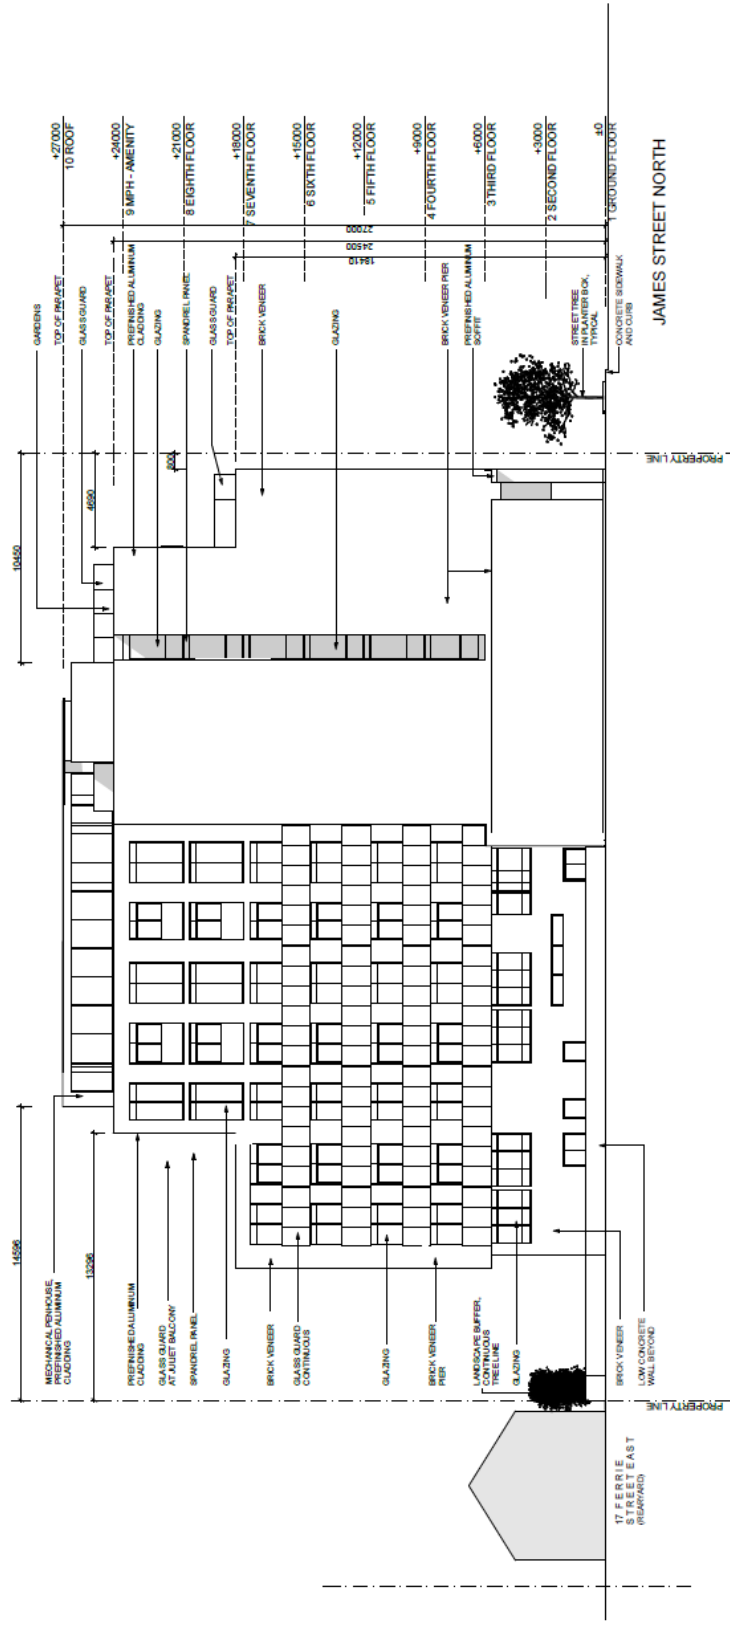 +27000
10 ROOF
+24000
9 MPH - AMENITY
+21000
8 EIGHTH FLOOR
+18000
7 SEVENTH FLOOR
+15000
6 SIXTH FLOOR
+12000
5 FIFTH FLOOR
+9000
4 FOURTH FLOOR
+6000
3 THIRD FLOOR
+3000
2 SECOND FLOOR
±0
1 GROUND FLOOR
27000
24500
18410
JAMES STREET NORTH
GARDENS
TOP OF PARAPET
GLASS GUARD
TOP OF PARAPET
PREFINISHED ALUMINUM
CLADDING
GLAZING
SPANDREL PANEL
GLASS GUARD
TOP OF PARAPET
BRICK VENEER
GLAZING
BRICK VENEER PIER
PREFINISHED ALUMINUM
SOFFIT
STREET TREE
IN PLANTER BOX,
TYPICAL
CONCRETE SIDEWALK
AND CURB
PROPERTY LINE
10450
4690
800
14596
13296
MECHANICAL PENHOUSE,
PREFINISHED ALUMINUM
CLADDING
PREFINISHED ALUMINUM
CLADDING
GLASS GUARD
AT JULIET BALCONY
SPANDREL PANEL
GLAZING
BRICK VENEER
GLASS GUARD
CONTINUOUS
GLAZING
BRICK VENEER
PIER
LANDSCAPE BUFFER,
CONTINUOUS
TREE LINE
GLAZING
BRICK VENEER
LOW CONCRETE
WALL BEYOND
PROPERTY LINE
17 FERRIE
STREET EAST
(REARYARD)